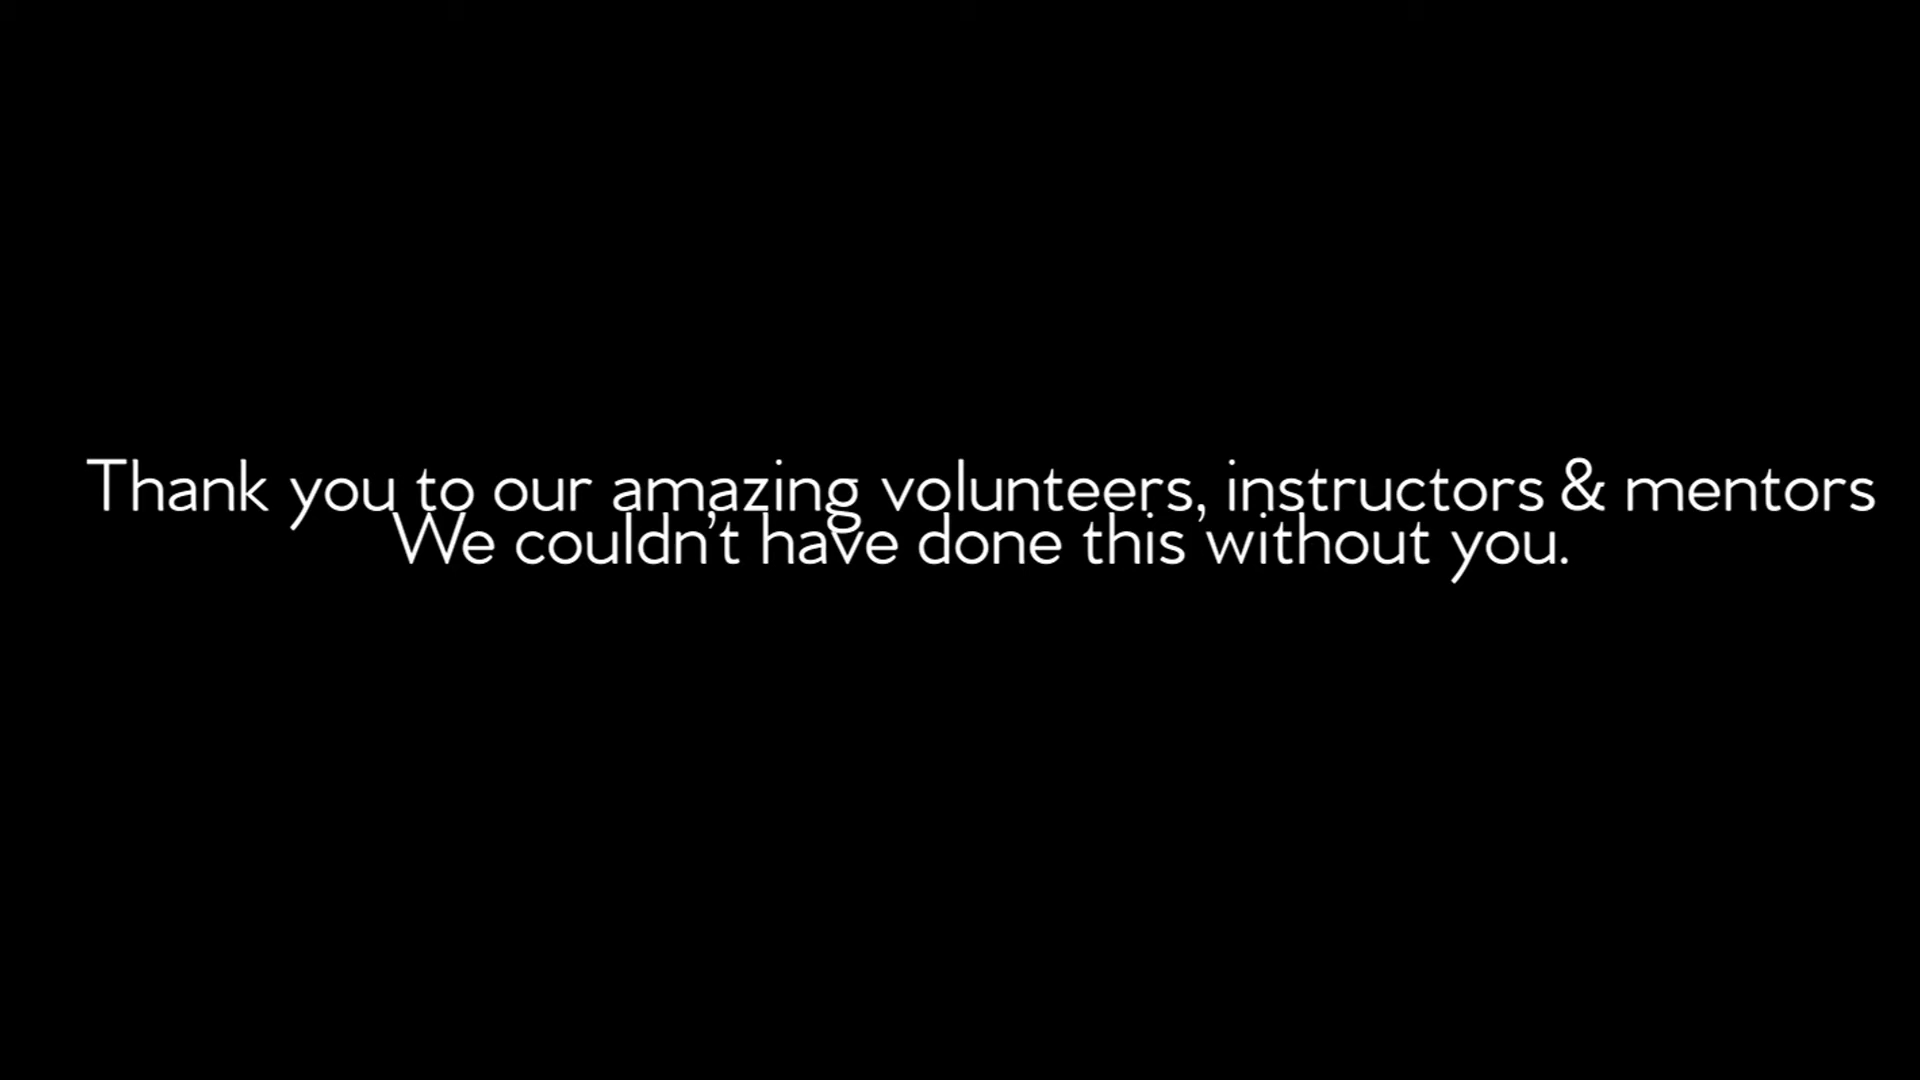 Thank you to our amazing volunteers, instructors & mentors
We couldn’t have done this without you.